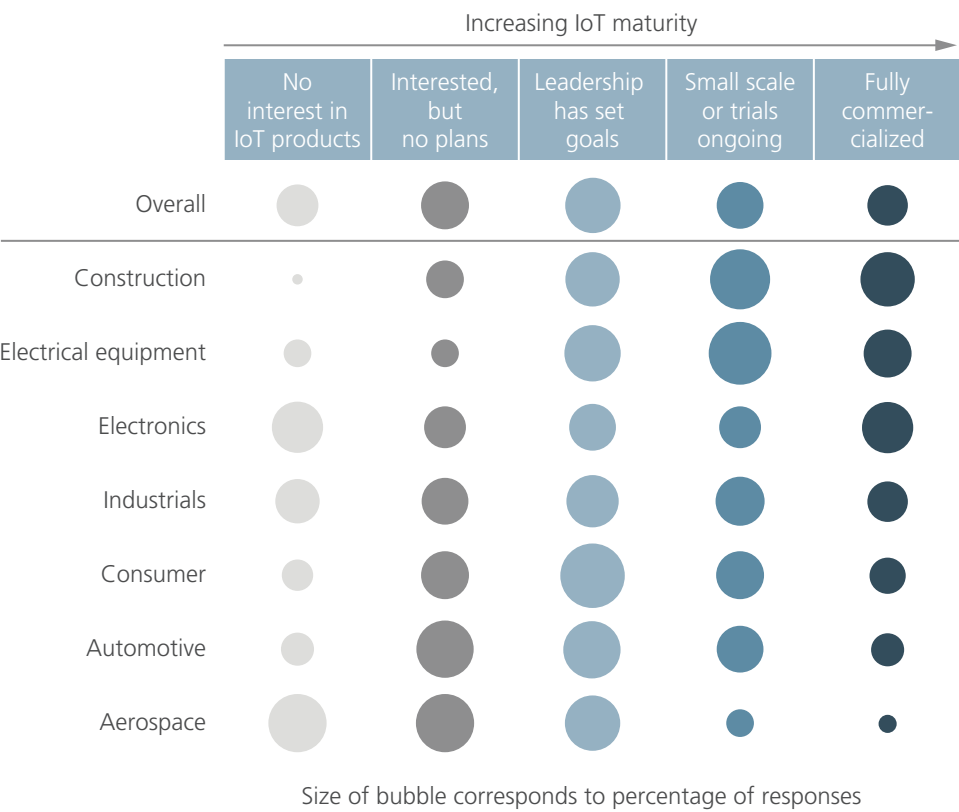 Increasing IoT maturity
No
interest in
IoT products
Interested,
but
no plans
Leadership
has set
goals
Small scale
or trials
ongoing
Fully
commer-
cialized
Overall
Construction
Electrical equipment
Electronics
Industrials
Consumer
Automotive
Aerospace
Size of bubble corresponds to percentage of responses